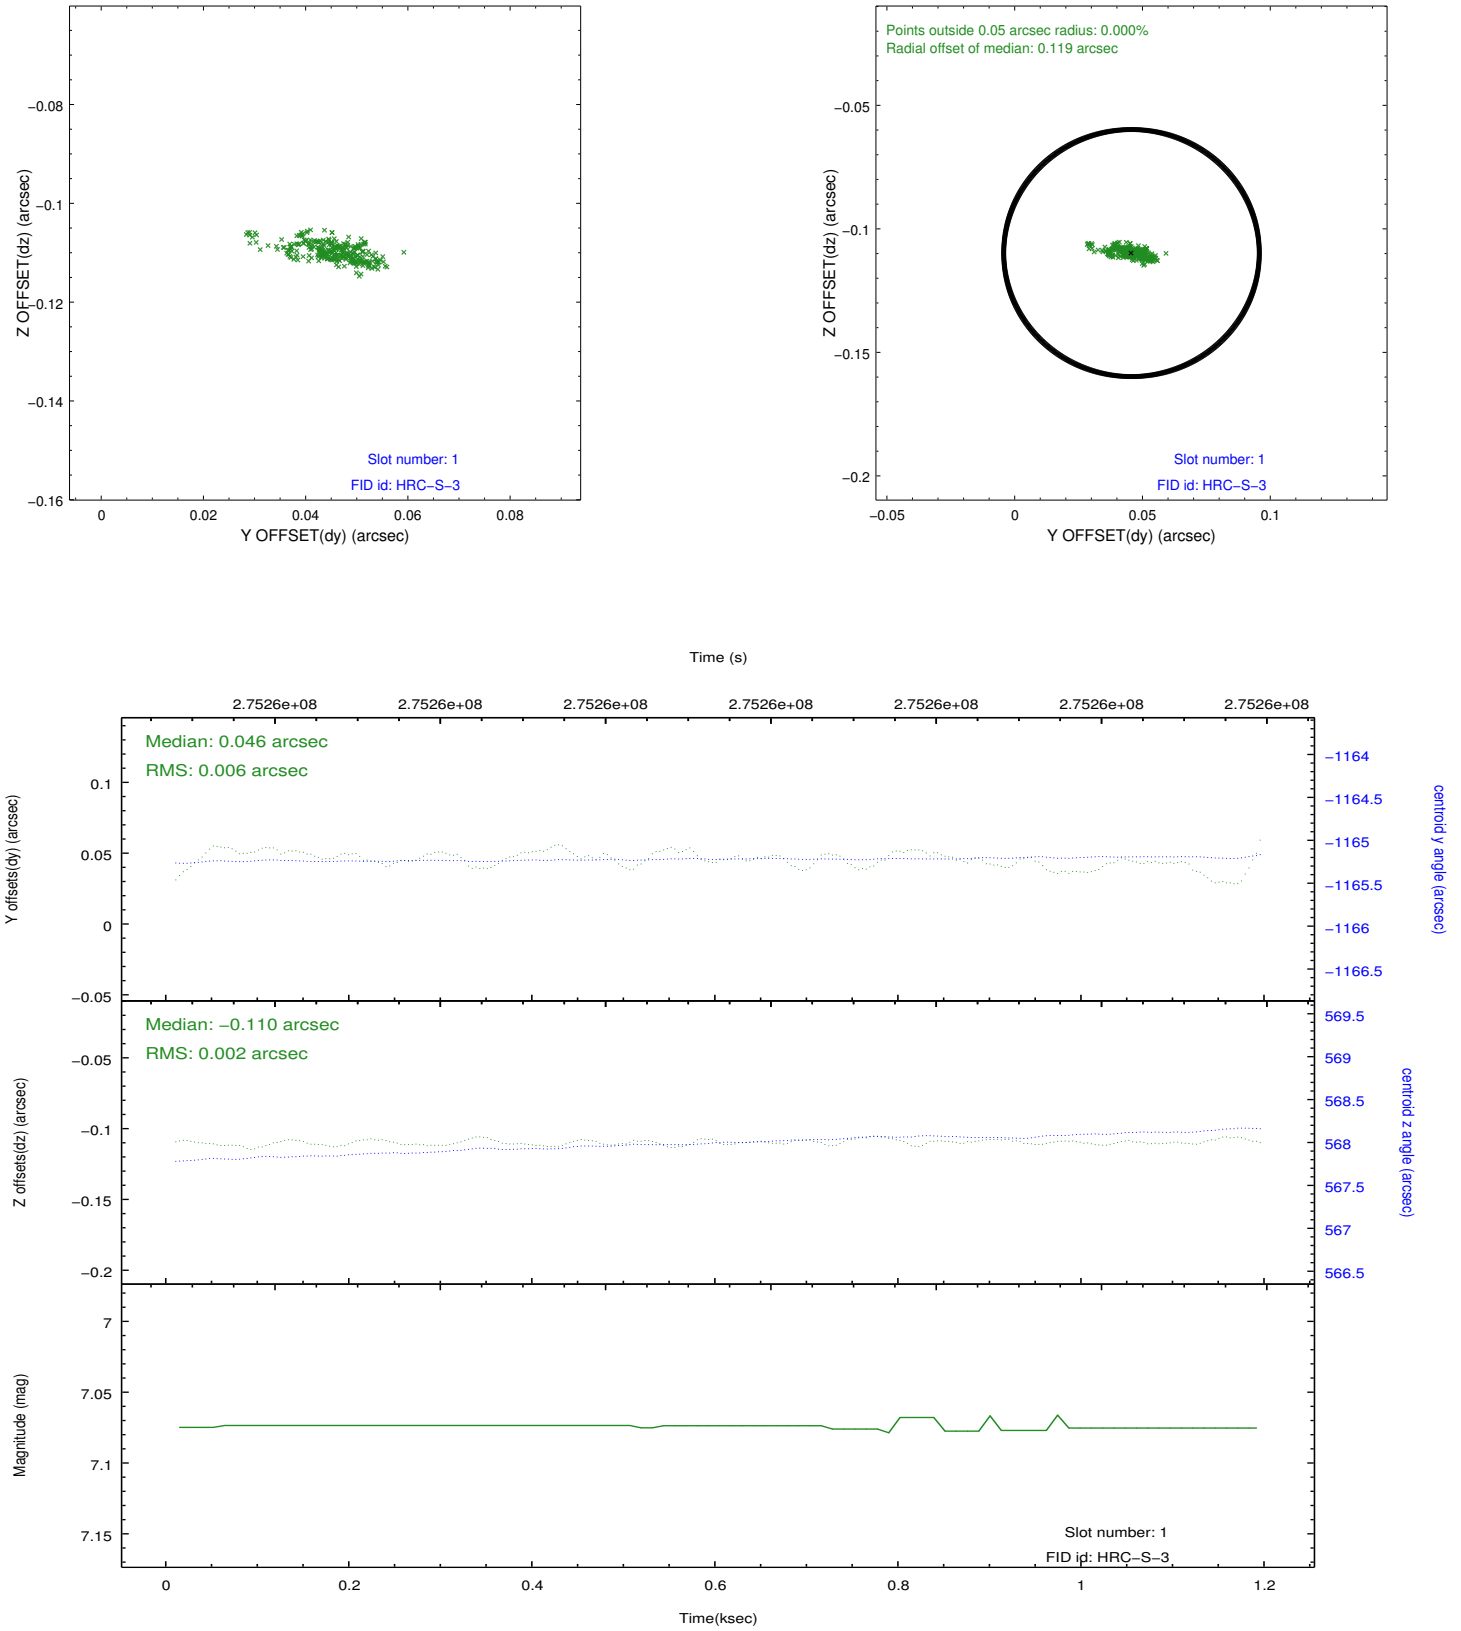 −0.08
−0.1
−0.12
−0.14
−0.16
Z OFFSET(dz) (arcsec)
Slot number: 1
FID id: HRC−S−3
0 0.02 0.04 0.06 0.08
Y OFFSET(dy) (arcsec)
Points outside 0.05 arcsec radius: 0.000%
Radial offset of median: 0.119 arcsec
−0.05
−0.1
−0.15
−0.2
Z OFFSET(dz) (arcsec)
Slot number: 1
FID id: HRC−S−3
−0.05 0 0.05 0.1
Y OFFSET(dy) (arcsec)
Time (s)
2.7526e+08 2.7526e+08 2.7526e+08 2.7526e+08 2.7526e+08 2.7526e+08 2.7526e+08
Median: 0.046 arcsec
RMS: 0.006 arcsec
0.1
0.05
0
−0.05
Y offsets(dy) (arcsec)
−1164
−1164.5
−1165
−1165.5
−1166
−1166.5
centroid y angle (arcsec)
Median: −0.110 arcsec
RMS: 0.002 arcsec
−0.05
−0.1
−0.15
−0.2
Z offsets(dz) (arcsec)
569.5
569
568.5
568
567.5
567
566.5
centroid z angle (arcsec)
7
7.05
7.1
7.15
Magnitude (mag)
Slot number: 1
FID id: HRC−S−3
0 0.2 0.4 0.6 0.8 1 1.2
Time(ksec)